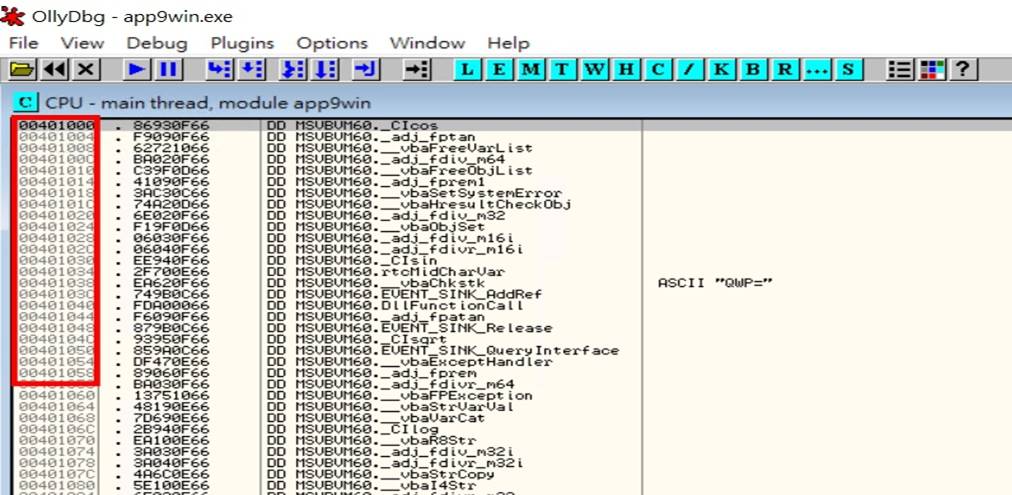 OllyDbg - app9win.exe
File View Debug Plugins Options Window Help
L E M T W H C / K B R ... S ?
C CPU - main thread, module app9win
00401000 . 86930F66 DD MSVBVM60._CIcos
00401004 . F9090F66 DD MSVBVM60._adj_fptan
00401008 . 62721066 DD MSVBVM60.__vbaFreeVarList
0040100C . BA020F66 DD MSVBVM60._adj_fdiv_m64
00401010 . C39F0D66 DD MSVBVM60.__vbaFreeObjList
00401014 . 41090F66 DD MSVBVM60._adj_fprem1
00401018 . 3AC30C66 DD MSVBVM60.__vbaSetSystemError
0040101C . 74A20D66 DD MSVBVM60.__vbaHresultCheckObj
00401020 . 6E020F66 DD MSVBVM60._adj_fdiv_m32
00401024 . F19F0D66 DD MSVBVM60.__vbaObjSet
00401028 . 06030F66 DD MSVBVM60._adj_fdiv_m16i
0040102C . 06040F66 DD MSVBVM60._adj_fdivr_m16i
00401030 . EE940F66 DD MSVBVM60._CIsin
00401034 . 2F700E66 DD MSVBVM60.rtcMidCharVar
00401038 . EA620F66 DD MSVBVM60.__vbaChkstk ASCII "QWP="
0040103C . 749B0C66 DD MSVBVM60.EVENT_SINK_AddRef
00401040 . FDA00066 DD MSVBVM60.DllFunctionCall
00401044 . F6090F66 DD MSVBVM60._adj_fpatan
00401048 . 879B0C66 DD MSVBVM60.EVENT_SINK_Release
0040104C . 93950F66 DD MSVBVM60._CIsqrt
00401050 . 859A0C66 DD MSVBVM60.EVENT_SINK_QueryInterface
00401054 . DF470E66 DD MSVBVM60.__vbaExceptHandler
00401058 . 89060F66 DD MSVBVM60._adj_fprem
. BA030F66 DD MSVBVM60._adj_fdivr_m64
00401060 . 13751066 DD MSVBVM60.__vbaFPException
00401064 . 48190E66 DD MSVBVM60.__vbaStrVarVal
00401068 . 7D690E66 DD MSVBVM60.__vbaVarCat
0040106C . 2B940F66 DD MSVBVM60._CIlog
00401070 . EA100E66 DD MSVBVM60.__vbaR8Str
00401074 . 3A030F66 DD MSVBVM60._adj_fdiv_m32i
00401078 . 3A040F66 DD MSVBVM60._adj_fdivr_m32i
0040107C . 4A6C0E66 DD MSVBVM60.__vbaStrCopy
00401080 . 5E100E66 DD MSVBVM60.__vbaI4Str